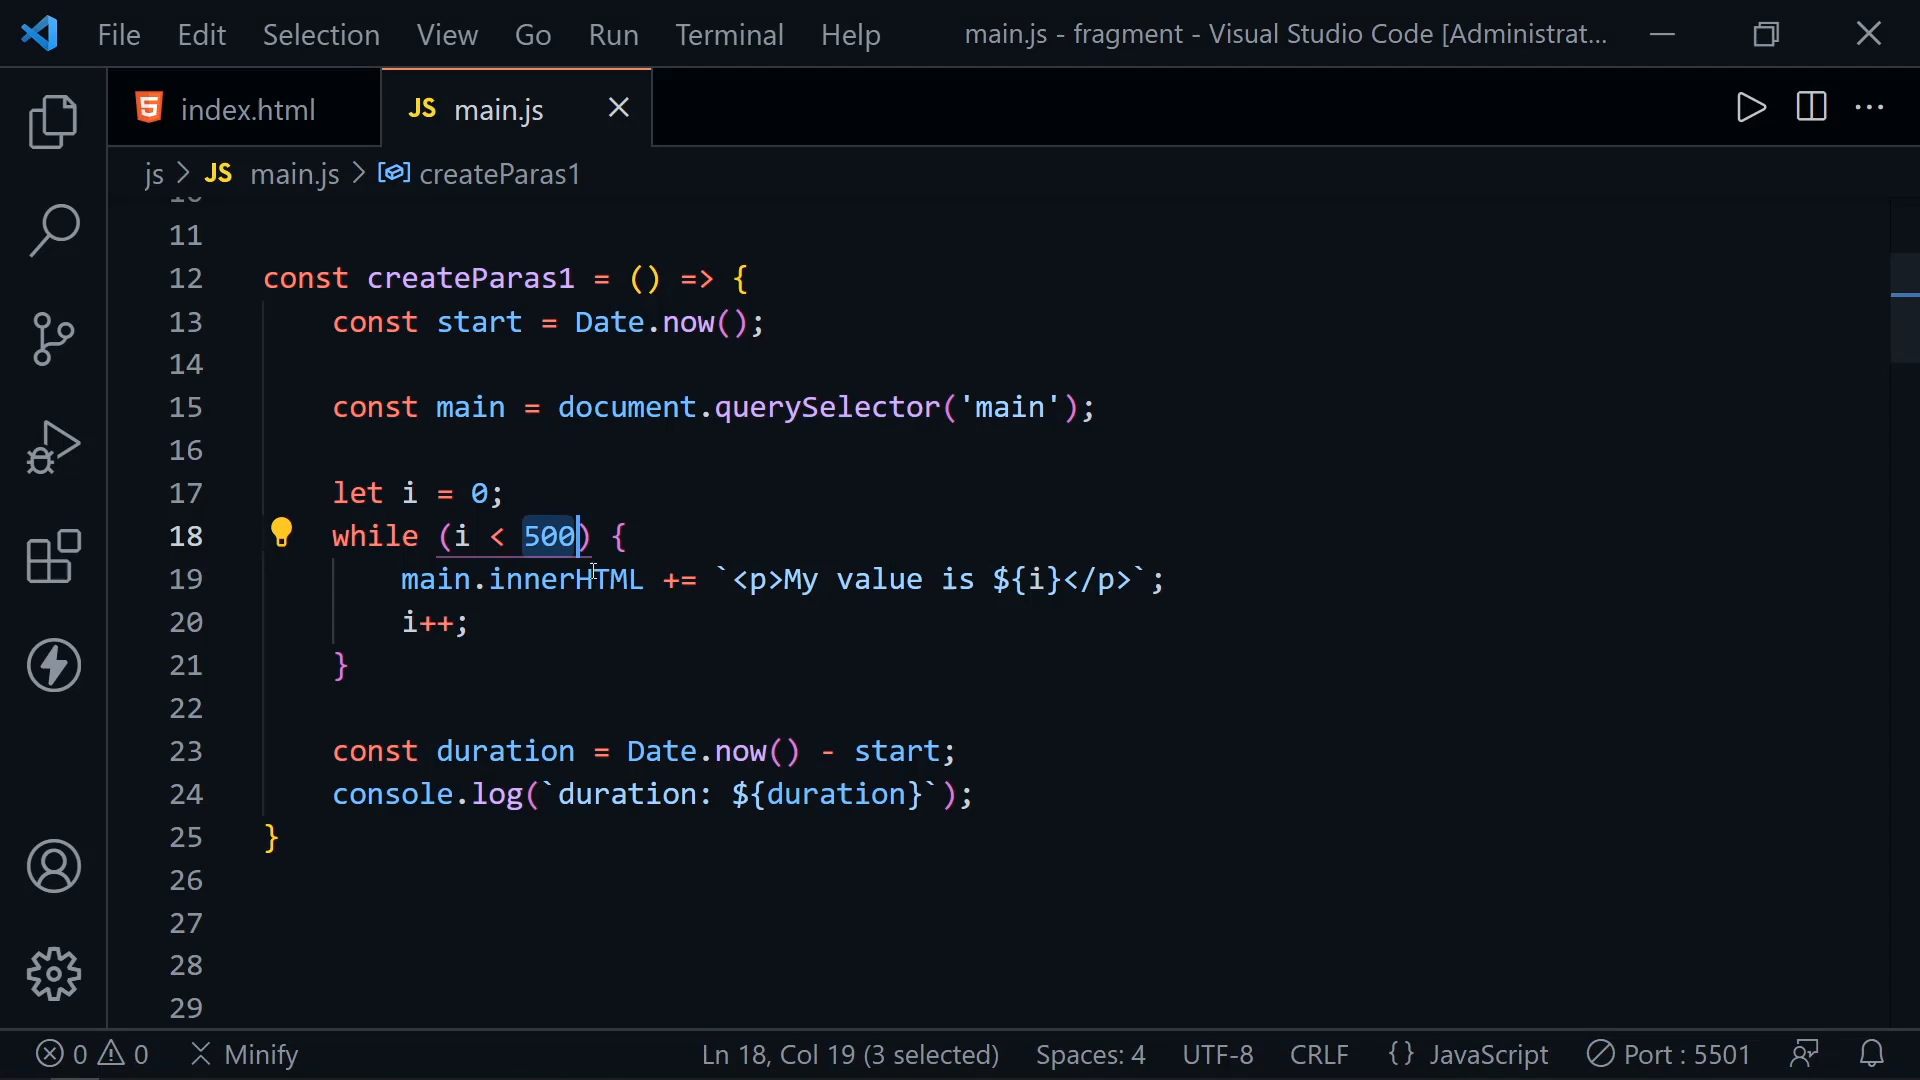 File Edit Selection View Go Run Terminal Help main.js - fragment - Visual Studio Code [Administrat...
5 index.html JS main.js
js > JS main.js > createParas1
11
12 const createParas1 = () => {
13 const start = Date.now();
14
15 const main = document.querySelector('main');
16
17 let i = 0;
18 while (i < 500) {
19 main.innerHTML += `<p>My value is ${i}</p>`;
20 i++;
21 }
22
23 const duration = Date.now() - start;
24 console.log(`duration: ${duration}`);
25 }
26
27
28
29
0 0 Minify Ln 18, Col 19 (3 selected) Spaces: 4 UTF-8 CRLF {} JavaScript Port : 5501